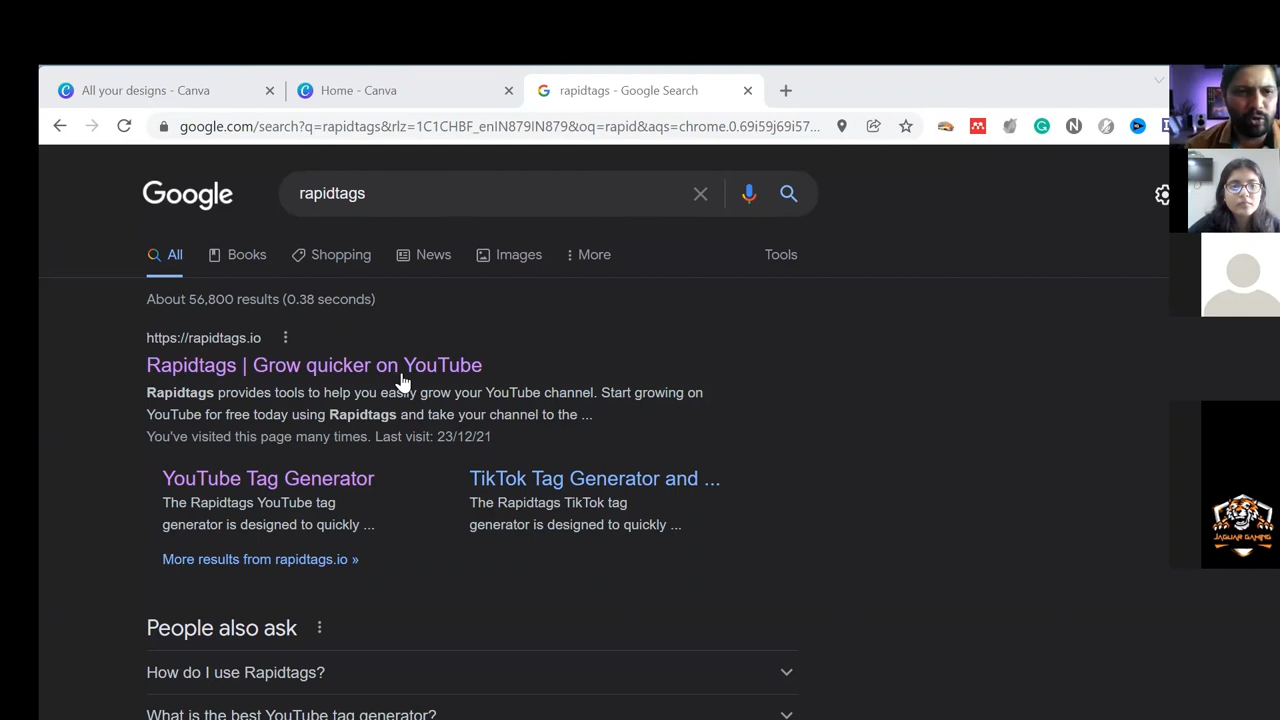 All your designs - Canva
Home - Canva
rapidtags - Google Search
google.com/search?q=rapidtags&rlz=1C1CHBF_enIN879IN879&oq=rapid&aqs=chrome.0.69i59j69i57...
Google
rapidtags
All
Books
Shopping
News
Images
More
Tools
About 56,800 results (0.38 seconds)
https://rapidtags.io
Rapidtags | Grow quicker on YouTube
Rapidtags provides tools to help you easily grow your YouTube channel. Start growing on
YouTube for free today using Rapidtags and take your channel to the ...
You've visited this page many times. Last visit: 23/12/21
YouTube Tag Generator
The Rapidtags YouTube tag
generator is designed to quickly ...
TikTok Tag Generator and ...
The Rapidtags TikTok tag
generator is designed to quickly ...
More results from rapidtags.io »
People also ask
How do I use Rapidtags?
What is the best YouTube tag generator?
JAGUAR GAMING